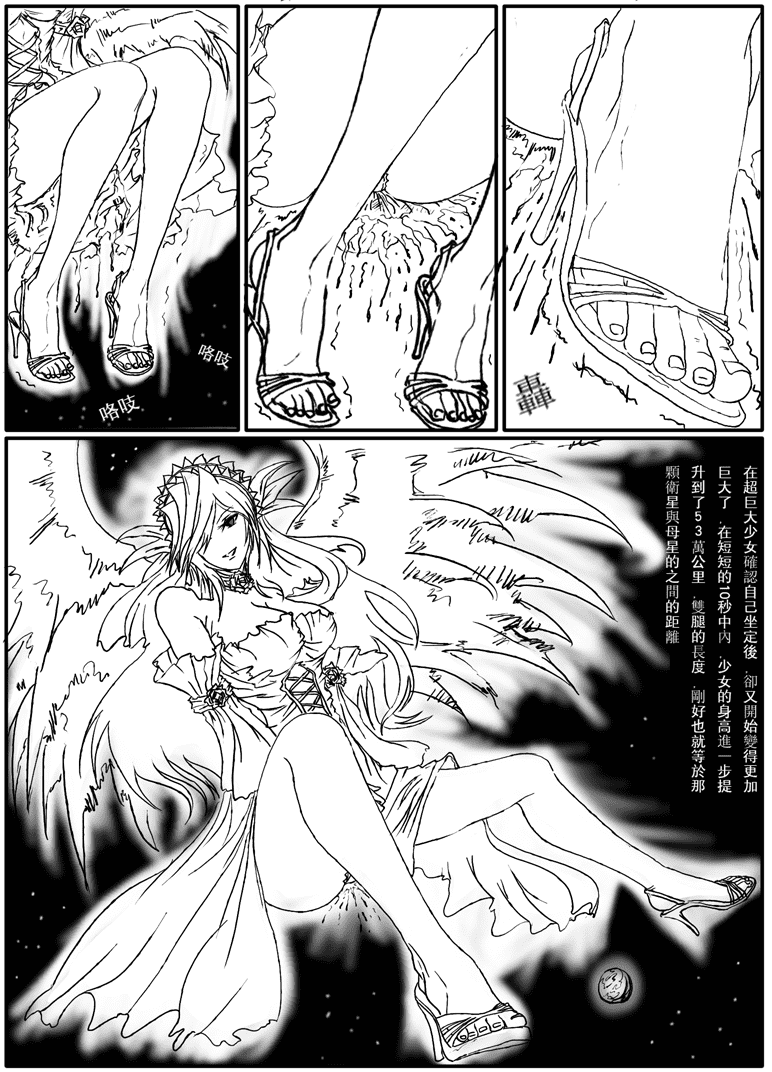 咯吱
咯吱
轟
在超巨大少女確認自己坐定後．卻又開始變得更加
巨大了．在短短的10秒中內．少女的身高進一步提
升到了53萬公里．雙腿的長度．剛好也就等於那
顆衛星與母星的之間的距離